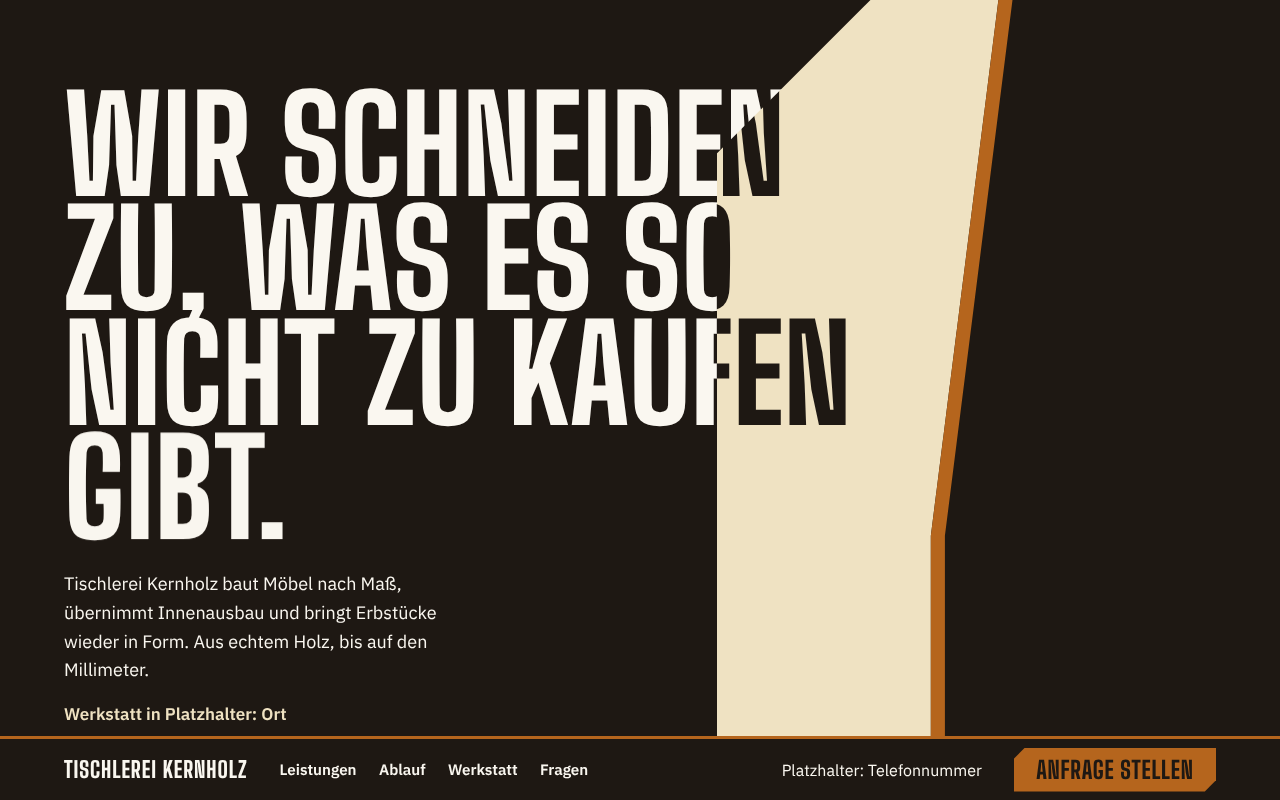 WIR SCHNEIDEN
ZU, WAS ES SO
NICHT ZU KAUFEN
GIBT.
Tischlerei Kernholz baut Möbel nach Maß,
übernimmt Innenausbau und bringt Erbstücke
wieder in Form. Aus echtem Holz, bis auf den
Millimeter.
Werkstatt in Platzhalter: Ort
TISCHLEREI KERNHOLZ Leistungen Ablauf Werkstatt Fragen Platzhalter: Telefonnummer ANFRAGE STELLEN